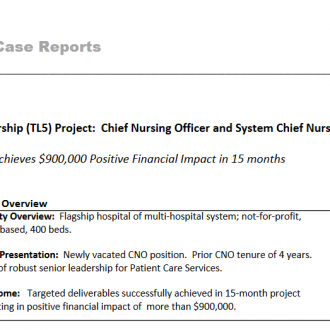 Case Reports
rship (TL5) Project: Chief Nursing Officer and System Chief Nurs
chieves $900,000 Positive Financial Impact in 15 months
Overview
ty Overview: Flagship hospital of multi-hospital system; not-for-profit,
based, 400 beds.
Presentation: Newly vacated CNO position. Prior CNO tenure of 4 years.
of robust senior leadership for Patient Care Services.
ome: Targeted deliverables successfully achieved in 15-month project
ting in positive financial impact of more than $900,000.